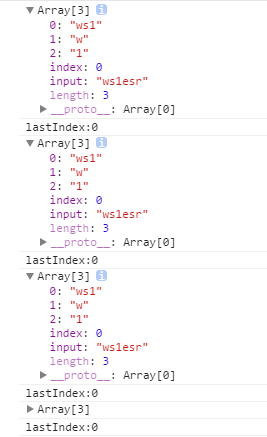 ▼ Array[3] i
0: "ws1"
1: "w"
2: "1"
index: 0
input: "ws1esr"
length: 3
▶ __proto__: Array[0]
lastIndex:0
▼ Array[3] i
0: "ws1"
1: "w"
2: "1"
index: 0
input: "ws1esr"
length: 3
▶ __proto__: Array[0]
lastIndex:0
▼ Array[3] i
0: "ws1"
1: "w"
2: "1"
index: 0
input: "ws1esr"
length: 3
▶ __proto__: Array[0]
lastIndex:0
▶ Array[3]
lastIndex:0